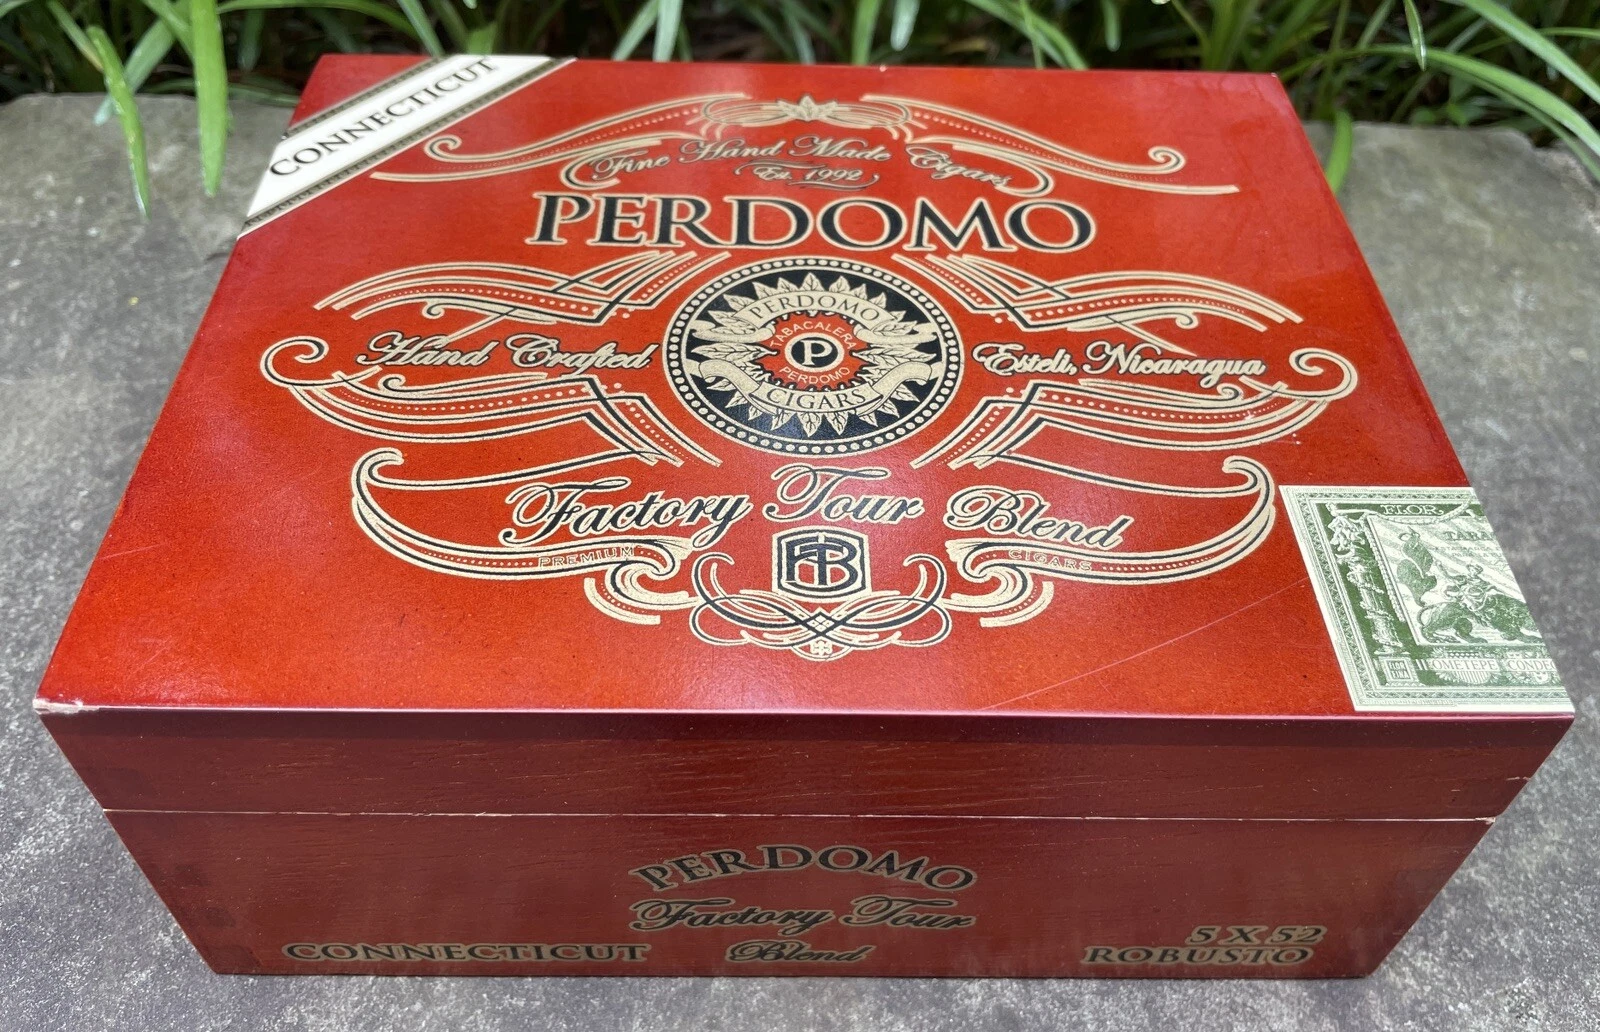 CONNECTICUT
Fine Hand Made Cigars
Est. 1992
PERDOMO
PERDOMO
TABACALERA
P
PERDOMO
CIGARS
Hand Crafted
Estelí, Nicaragua
Factory Tour Blend
PREMIUM
CIGARS
FTB
FLOR
OMETEPE
PERDOMO
Factory Tour
Blend
CONNECTICUT
5 X 52
ROBUSTO